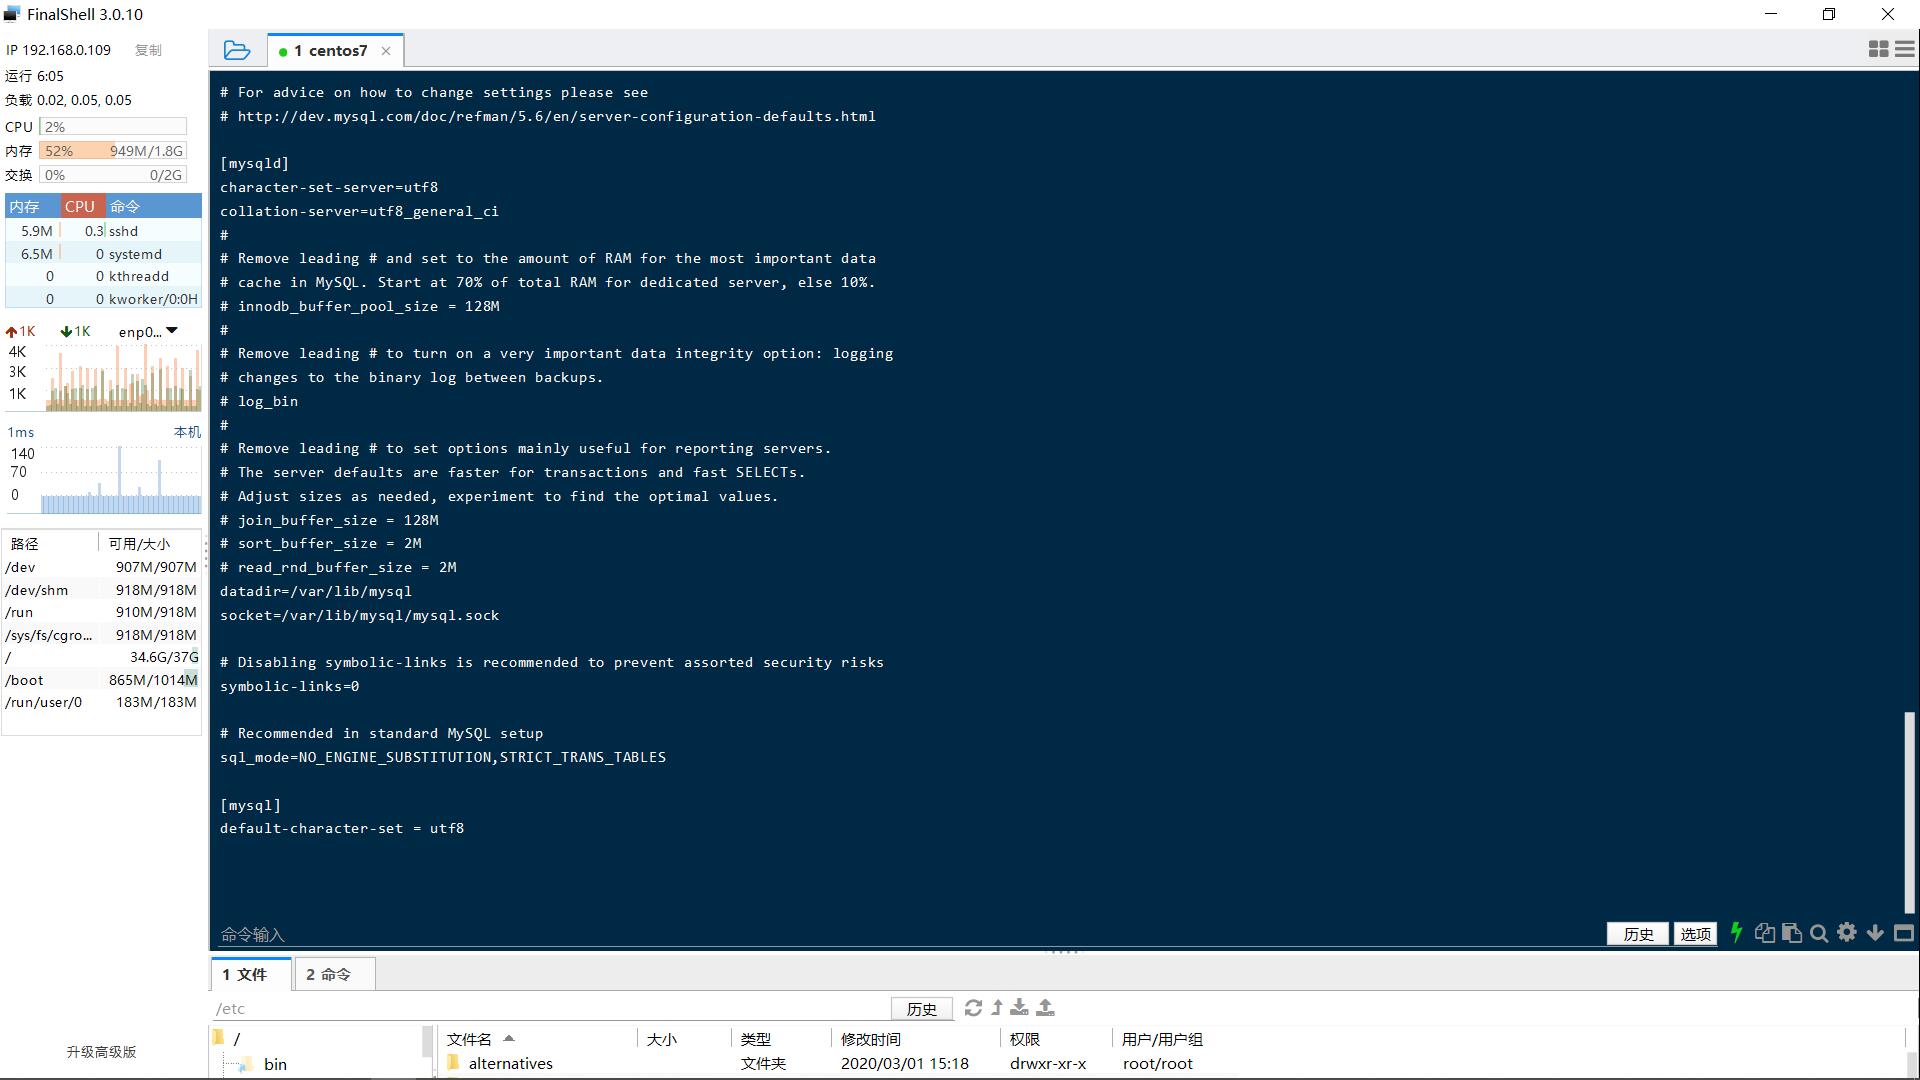 FinalShell 3.0.10
IP 192.168.0.109 复制
运行 6:05
负载 0.02, 0.05, 0.05
CPU 2%
内存 52% 949M/1.8G
交换 0% 0/2G
内存 CPU 命令
5.9M 0.3 sshd
6.5M 0 systemd
0 0 kthreadd
0 0 kworker/0:0H
1K 1K enp0...
4K
3K
1K
1ms 本机
140
70
0
路径 可用/大小
/dev 907M/907M
/dev/shm 918M/918M
/run 910M/918M
/sys/fs/cgro... 918M/918M
/ 34.6G/37G
/boot 865M/1014M
/run/user/0 183M/183M
升级高级版
1 centos7
# For advice on how to change settings please see
# http://dev.mysql.com/doc/refman/5.6/en/server-configuration-defaults.html
[mysqld]
character-set-server=utf8
collation-server=utf8_general_ci
#
# Remove leading # and set to the amount of RAM for the most important data
# cache in MySQL. Start at 70% of total RAM for dedicated server, else 10%.
# innodb_buffer_pool_size = 128M
#
# Remove leading # to turn on a very important data integrity option: logging
# changes to the binary log between backups.
# log_bin
#
# Remove leading # to set options mainly useful for reporting servers.
# The server defaults are faster for transactions and fast SELECTs.
# Adjust sizes as needed, experiment to find the optimal values.
# join_buffer_size = 128M
# sort_buffer_size = 2M
# read_rnd_buffer_size = 2M
datadir=/var/lib/mysql
socket=/var/lib/mysql/mysql.sock
# Disabling symbolic-links is recommended to prevent assorted security risks
symbolic-links=0
# Recommended in standard MySQL setup
sql_mode=NO_ENGINE_SUBSTITUTION,STRICT_TRANS_TABLES
[mysql]
default-character-set = utf8
命令输入 历史 选项
1 文件 2 命令
/etc 历史
/
bin
文件名 大小 类型 修改时间 权限 用户/用户组
alternatives 文件夹 2020/03/01 15:18 drwxr-xr-x root/root